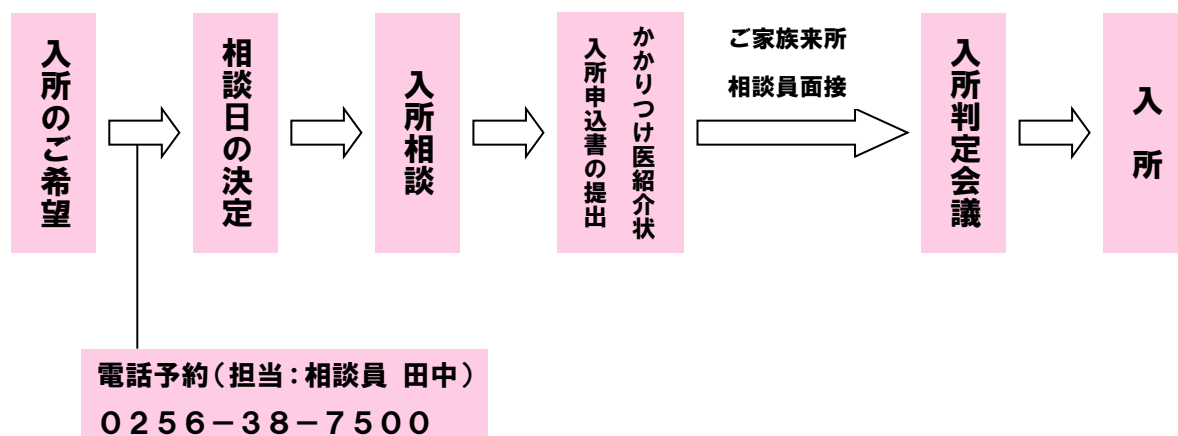 入所のご希望
相談日の決定
入所相談
かかりつけ医紹介状
入所申込書の提出
ご家族来所
相談員面接
入所判定会議
入 所
電話予約(担当:相談員 田中)
0256-38-7500